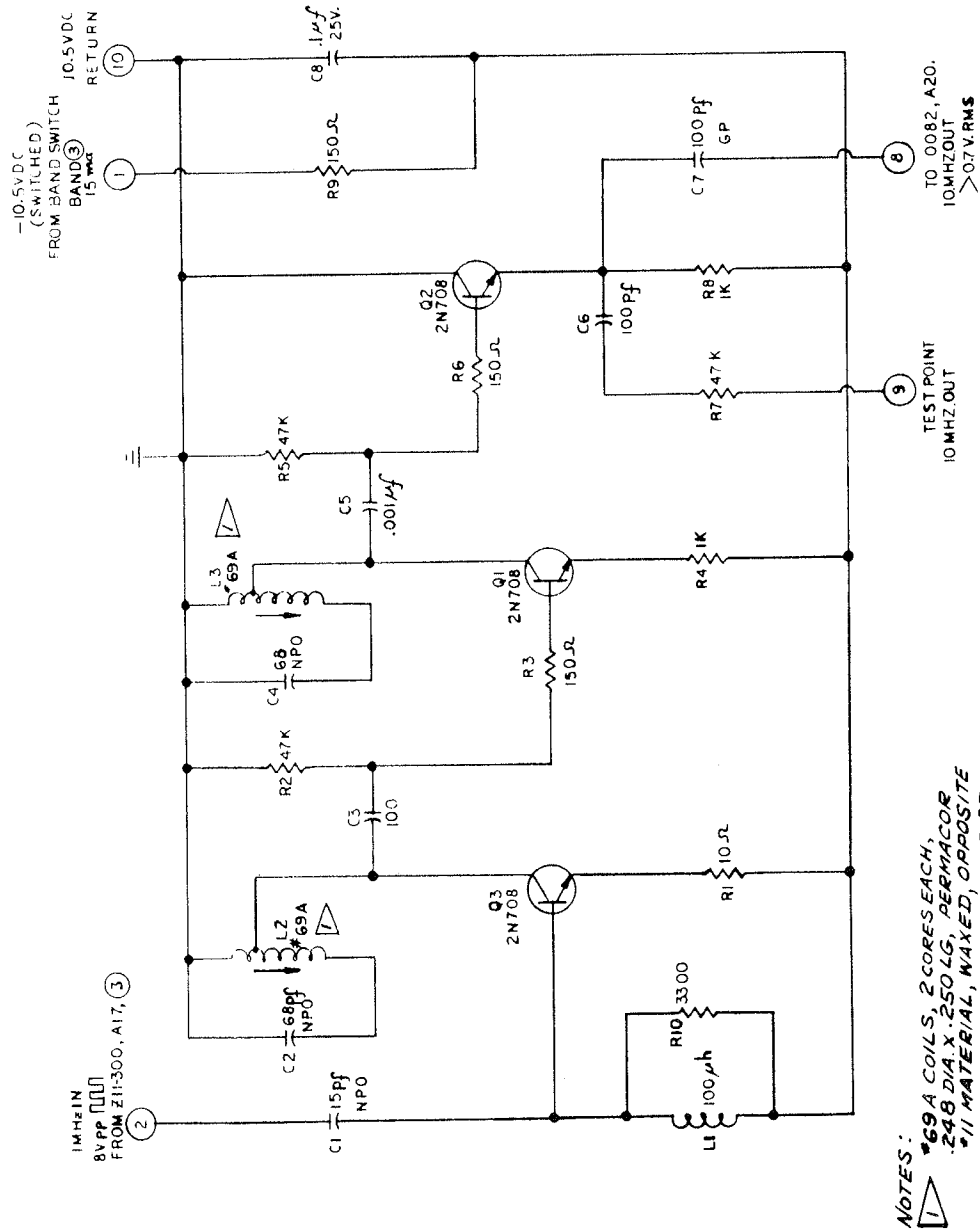 1MHz IN
8V PP
FROM Z11-300, A17, 3
2
-10.5VDC
(SWITCHED)
FROM BAND SWITCH
BAND 3
15 ma
1
10.5VDC
RETURN
10
C1
15pf
NPO
C2
68pf
NPO
L2
*69A
1
C3
100
R2 47K
C4
68
NPO
L3
*69A
1
C5
.001µf
R5 47K
R6
150Ω
Q2
2N708
R9 150Ω
C8
.1µf
25V.
Q3
2N708
R3
150Ω
Q1
2N708
C6
100pf
C7
100pf
GP
L1
100µh
R10
3300
R1
10Ω
R4
1K
R7
47K
R8
1K
9
TEST POINT
10MHZ.OUT
8
TO 0082, A20.
10MHZOUT
>0.7V.RMS
NOTES:
1
*69A COILS, 2 CORES EACH,
.248 DIA. X .250 LG, PERMACOR
*11 MATERIAL, WAXED, OPPOSITE